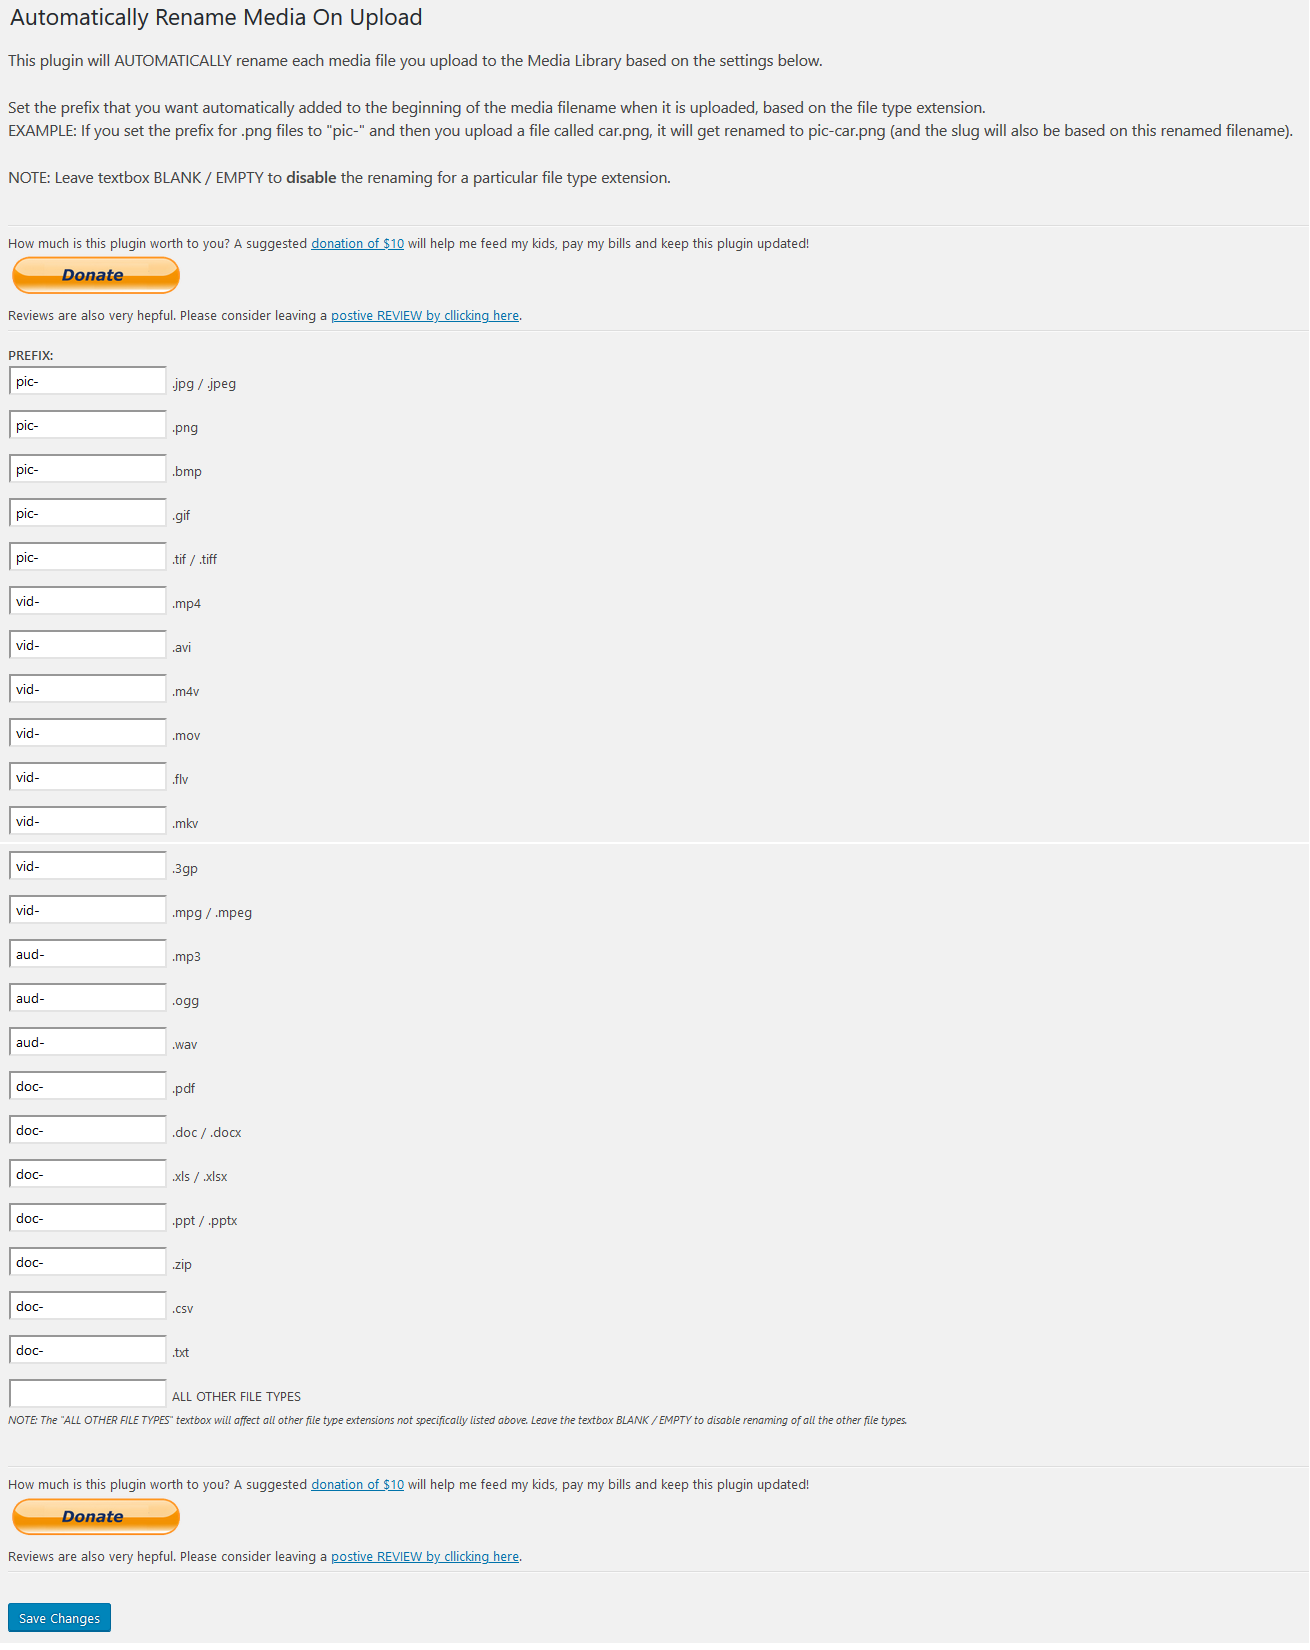 Automatically Rename Media On Upload
This plugin will AUTOMATICALLY rename each media file you upload to the Media Library based on the settings below.
Set the prefix that you want automatically added to the beginning of the media filename when it is uploaded, based on the file type extension.
EXAMPLE: If you set the prefix for .png files to "pic-" and then you upload a file called car.png, it will get renamed to pic-car.png (and the slug will also be based on this renamed filename).
NOTE: Leave textbox BLANK / EMPTY to disable the renaming for a particular file type extension.
How much is this plugin worth to you? A suggested donation of $10 will help me feed my kids, pay my bills and keep this plugin updated!
Donate
Reviews are also very hepful. Please consider leaving a postive REVIEW by cllicking here.
PREFIX:
pic- .jpg / .jpeg
pic- .png
pic- .bmp
pic- .gif
pic- .tif / .tiff
vid- .mp4
vid- .avi
vid- .m4v
vid- .mov
vid- .flv
vid- .mkv
vid- .3gp
vid- .mpg / .mpeg
aud- .mp3
aud- .ogg
aud- .wav
doc- .pdf
doc- .doc / .docx
doc- .xls / .xlsx
doc- .ppt / .pptx
doc- .zip
doc- .csv
doc- .txt
ALL OTHER FILE TYPES
NOTE: The "ALL OTHER FILE TYPES" textbox will affect all other file type extensions not specifically listed above. Leave the textbox BLANK / EMPTY to disable renaming of all the other file types.
How much is this plugin worth to you? A suggested donation of $10 will help me feed my kids, pay my bills and keep this plugin updated!
Donate
Reviews are also very hepful. Please consider leaving a postive REVIEW by cllicking here.
Save Changes